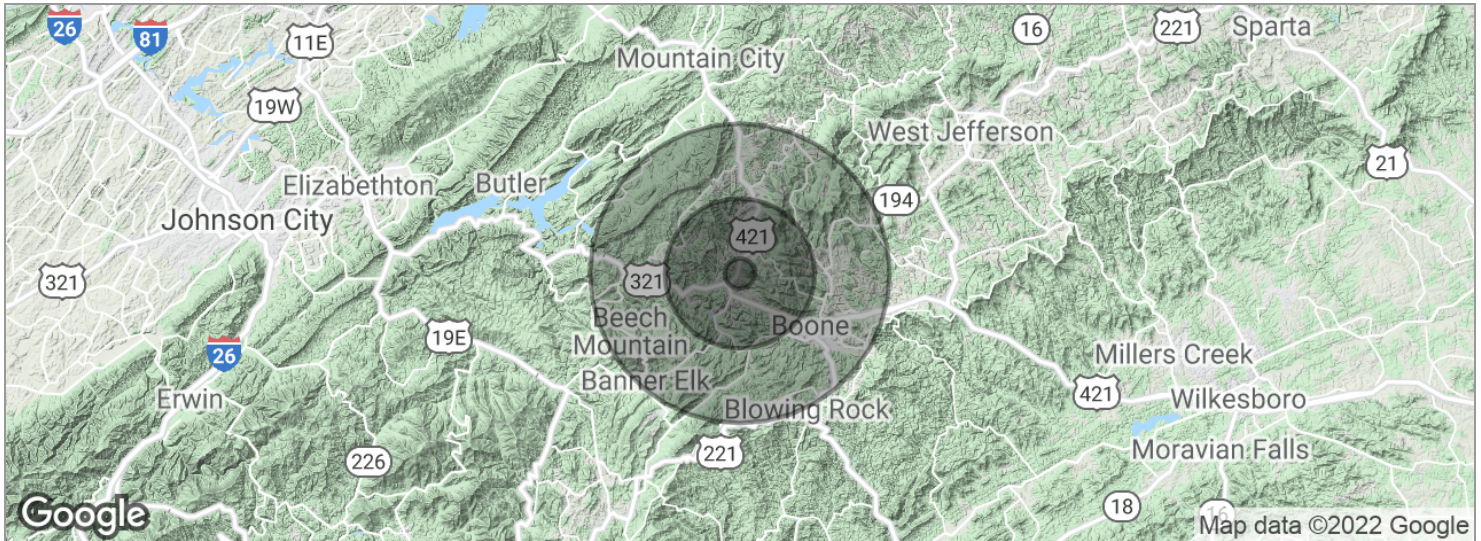 26
81
11E
16
221
Sparta
Mountain City
19W
West Jefferson
21
Elizabethton
Butler
194
Johnson City
421
321
321
Beech
Mountain
Boone
19E
26
Millers Creek
Banner Elk
421
Erwin
Wilkesboro
Blowing Rock
221
226
Moravian Falls
18
16
Google
Map data ©2022 Google